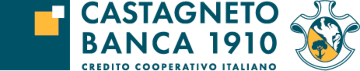 CASTAGNETO
BANCA 1910
CREDITO COOPERATIVO ITALIANO